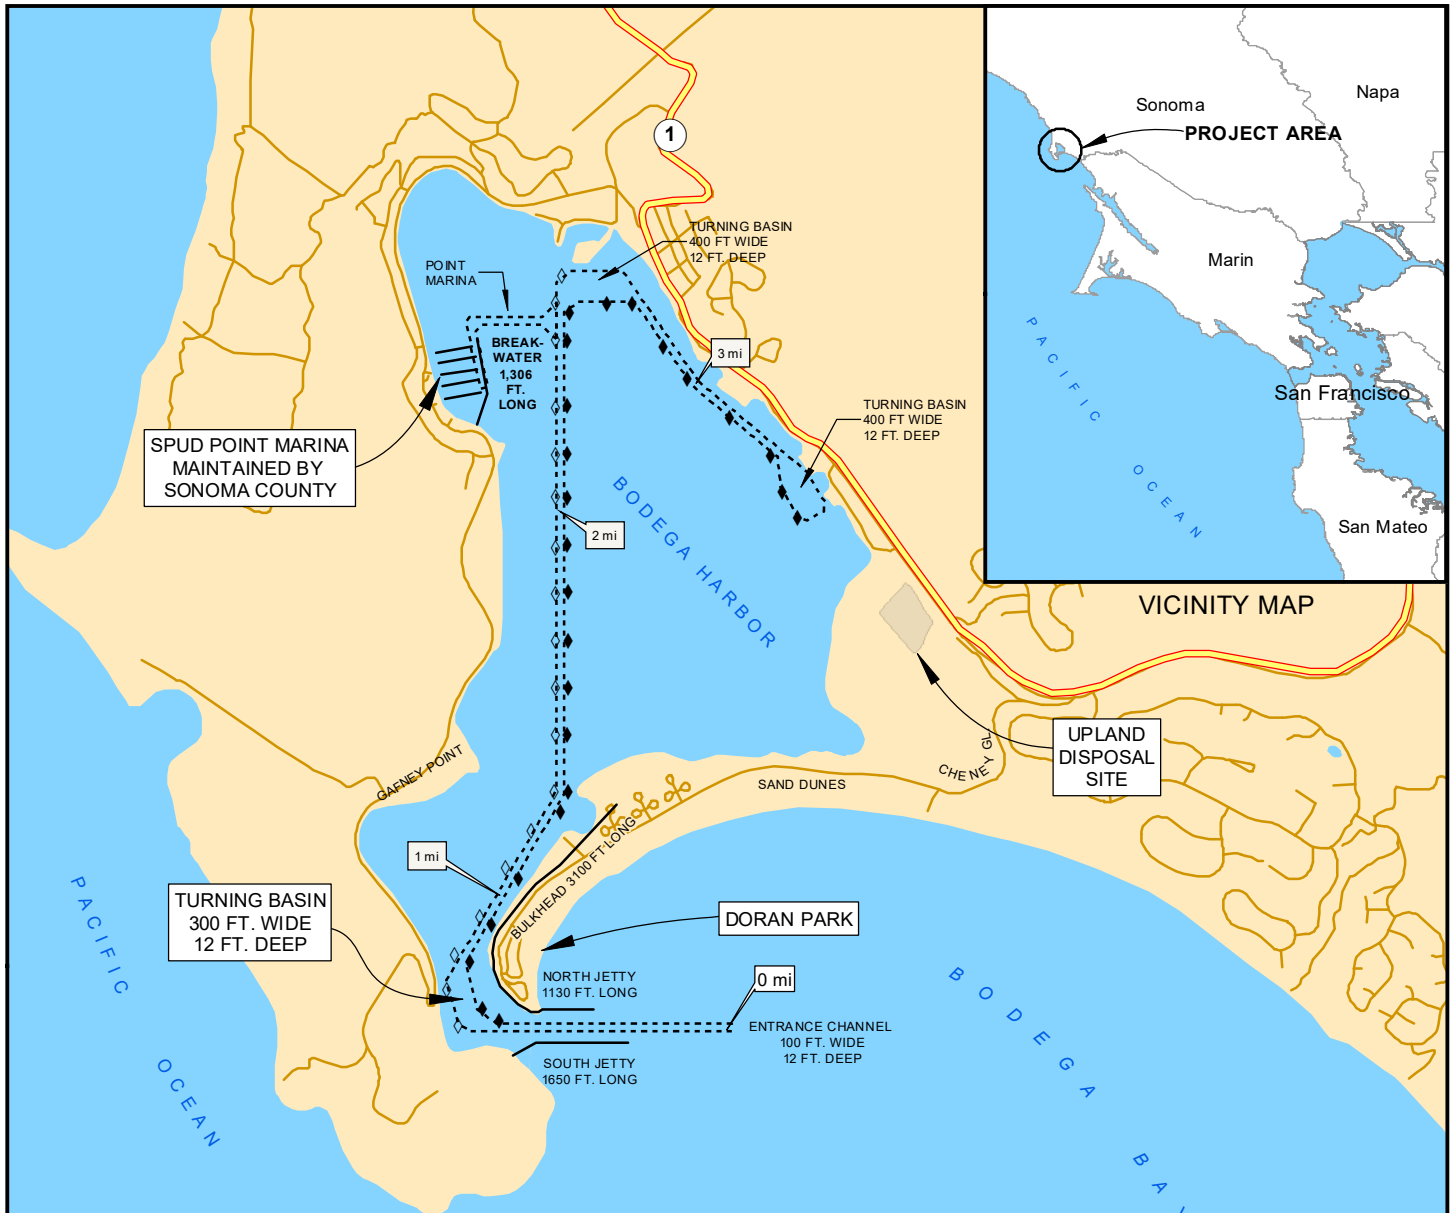 1
Sonoma
Napa
PROJECT AREA
Marin
San Francisco
San Mateo
PACIFIC
OCEAN
VICINITY MAP
TURNING BASIN
400 FT WIDE
12 FT. DEEP
POINT
MARINA
BREAK-
WATER
1,306
FT.
LONG
3 mi
TURNING BASIN
400 FT WIDE
12 FT. DEEP
SPUD POINT MARINA
MAINTAINED BY
SONOMA COUNTY
2 mi
BODEGA HARBOR
UPLAND
DISPOSAL
SITE
CHENEY GL
SAND DUNES
GAFNEY POINT
1 mi
BULKHEAD 3100 FT-LONG
TURNING BASIN
300 FT. WIDE
12 FT. DEEP
DORAN PARK
NORTH JETTY
1130 FT. LONG
0 mi
ENTRANCE CHANNEL
100 FT. WIDE
12 FT. DEEP
SOUTH JETTY
1650 FT. LONG
PACIFIC
OCEAN
BODEGA
BA